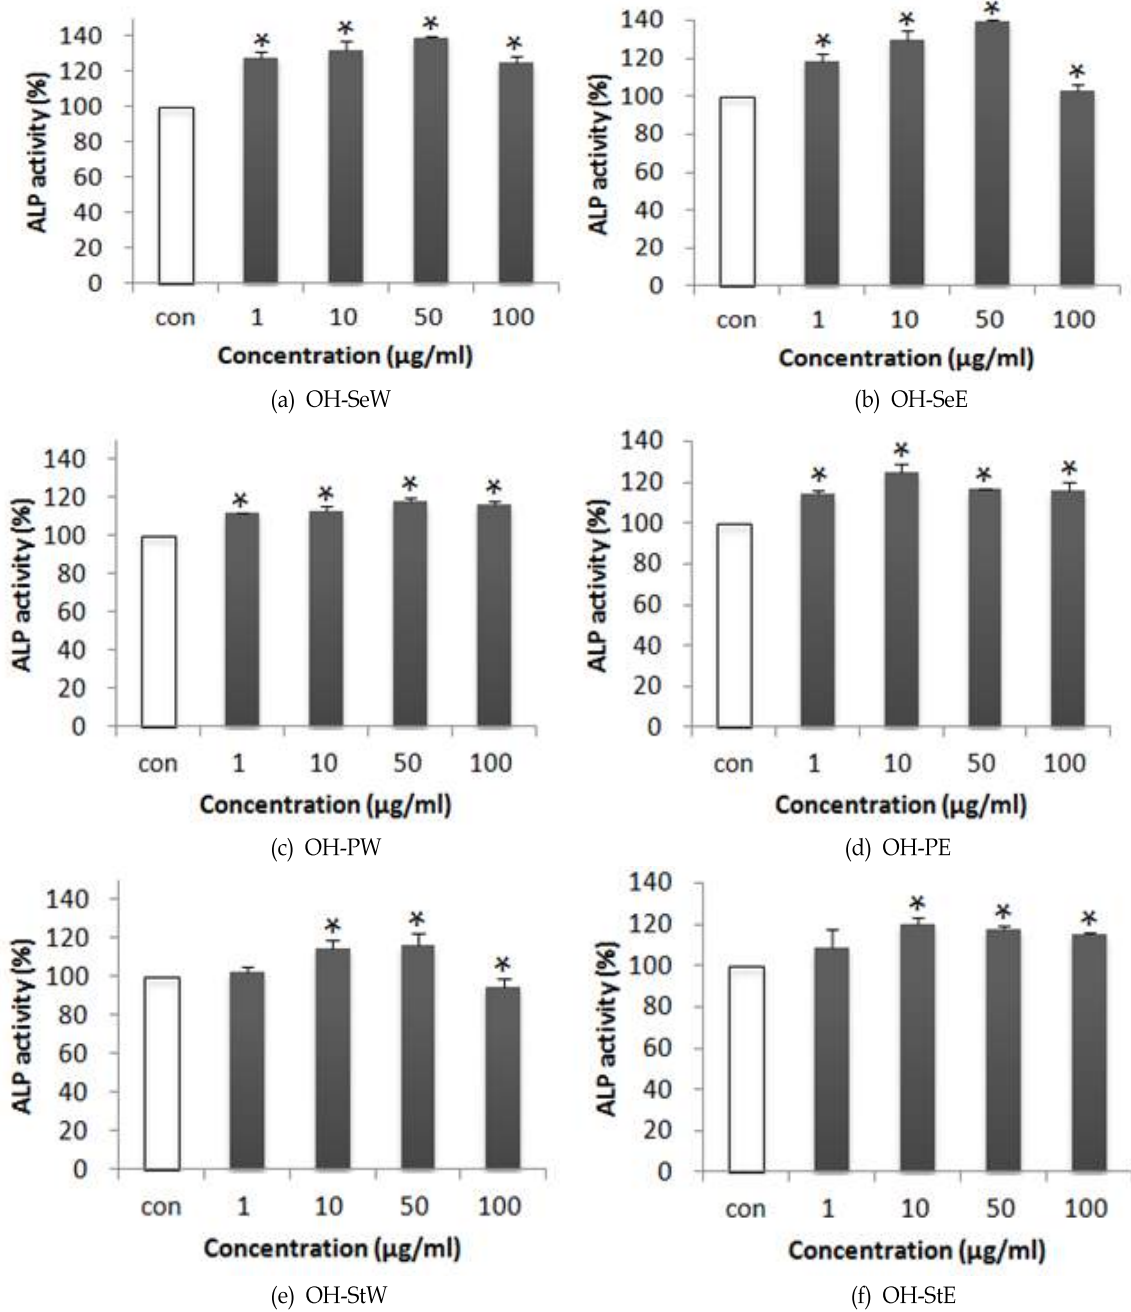 140
120
100
80
60
40
20
0
ALP activity (%)
* * * *
con 1 10 50 100
Concentration (μg/ml)
(a) OH-SeW
140
120
100
80
60
40
20
0
ALP activity (%)
* * * *
con 1 10 50 100
Concentration (μg/ml)
(b) OH-SeE
140
120
100
80
60
40
20
0
ALP activity (%)
* * * *
con 1 10 50 100
Concentration (μg/ml)
(c) OH-PW
140
120
100
80
60
40
20
0
ALP activity (%)
* * * *
con 1 10 50 100
Concentration (μg/ml)
(d) OH-PE
140
120
100
80
60
40
20
0
ALP activity (%)
* * *
con 1 10 50 100
Concentration (μg/ml)
(e) OH-StW
140
120
100
80
60
40
20
0
ALP activity (%)
* * *
con 1 10 50 100
Concentration (μg/ml)
(f) OH-StE